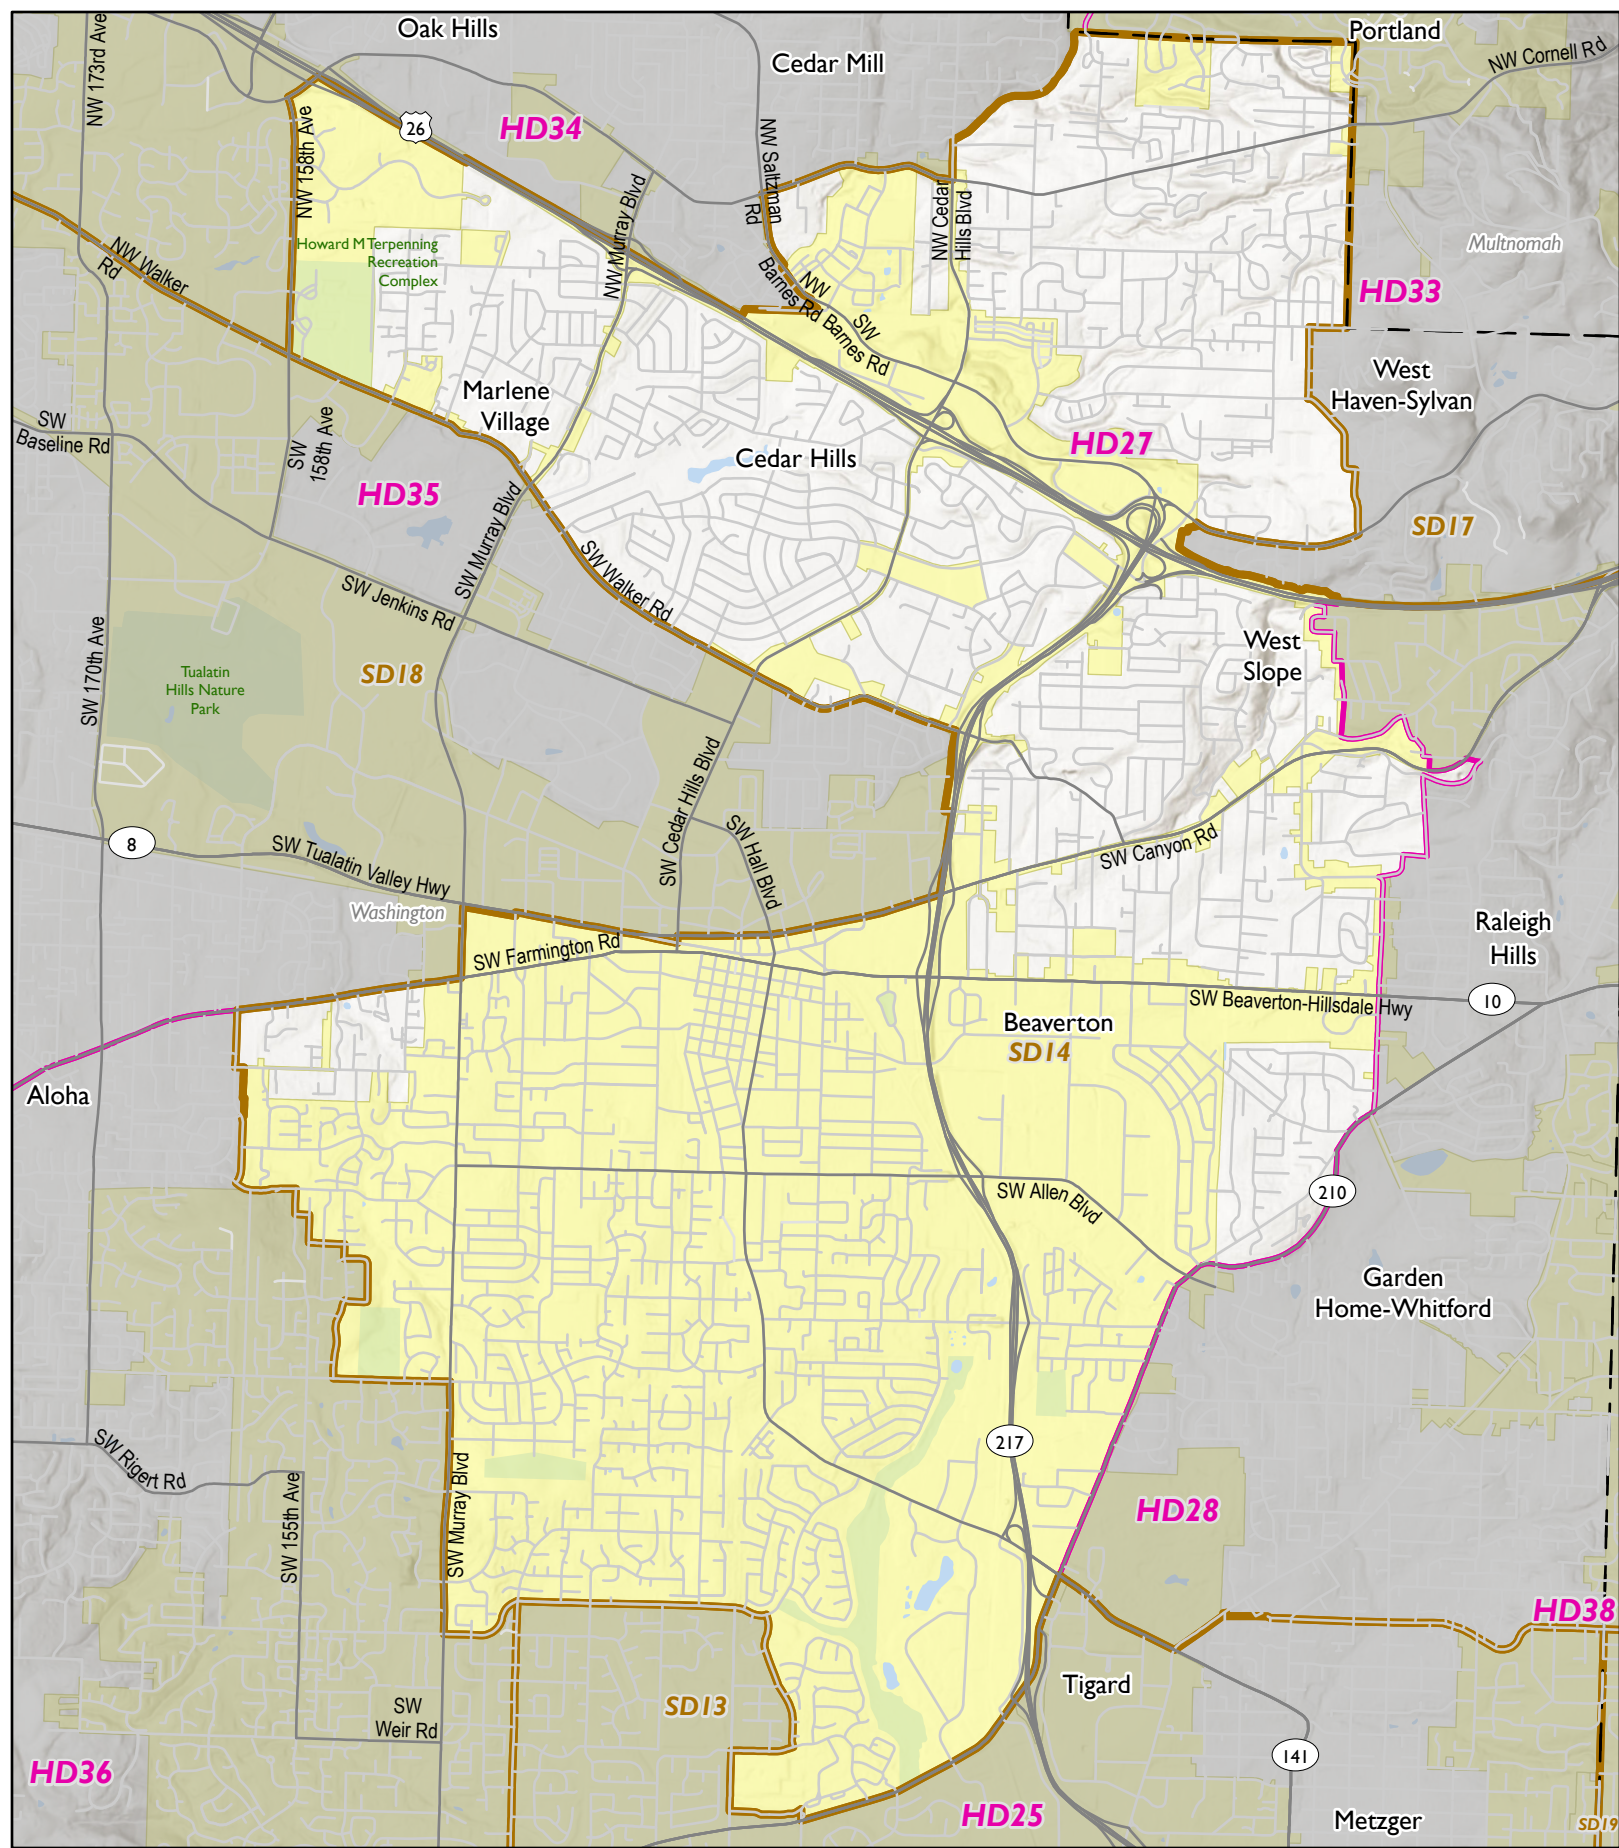 Oak Hills
Portland
NW Cornell Rd
Cedar Mill
NW 173rd Ave
26
HD34
NW 158th Ave
NW Saltzman
Rd
NW Murray Blvd
NW Cedar
Hills Blvd
Multnomah
Howard M Terpenning
Recreation
Complex
NW Walker
Rd
NW
Barnes Rd
SW
Barnes Rd
HD33
West
Haven-Sylvan
Marlene
Village
SW
Baseline Rd
SW
158th Ave
HD27
Cedar Hills
HD35
SW Murray Blvd
SD17
SW Walker Rd
SW Jenkins Rd
SW 170th Ave
West
Slope
Tualatin
Hills Nature
Park
SD18
SW Cedar Hills Blvd
SW Hall Blvd
8
SW Tualatin Valley Hwy
SW Canyon Rd
Washington
SW Farmington Rd
Raleigh
Hills
SW Beaverton-Hillsdale Hwy
10
Beaverton
SD14
Aloha
SW Allen Blvd
210
Garden
Home-Whitford
217
SW Rigert Rd
SW 155th Ave
SW Murray Blvd
HD28
HD38
Tigard
SD13
SW
Weir Rd
141
HD36
HD25
Metzger
SD19